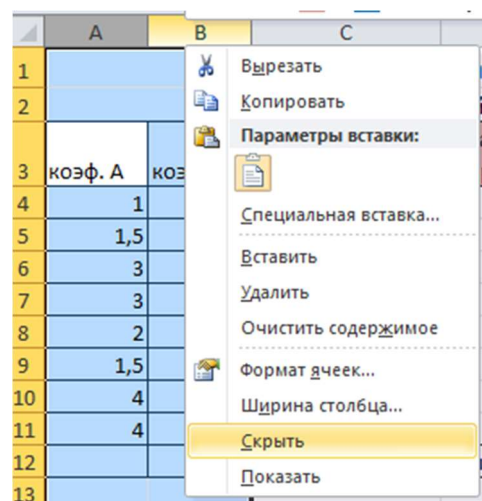 A B C
1 Вырезать
2 Копировать
Параметры вставки:
3 коэф. A коэ
4 1
Специальная вставка...
5 1,5
6 3 Вставить
7 3 Удалить
8 2 Очистить содержимое
9 1,5 Формат ячеек...
10 4 Ширина столбца...
11 4 Скрыть
12 Показать
13